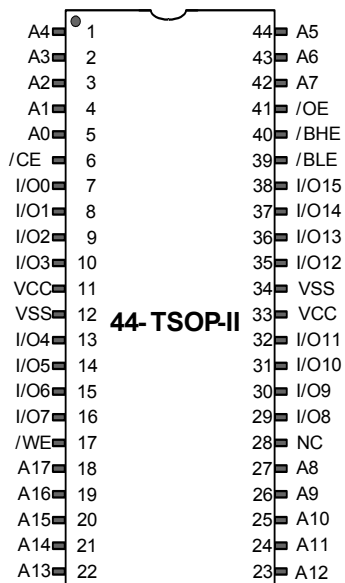 A4 1 44 A5
A3 2 43 A6
A2 3 42 A7
A1 4 41 /OE
A0 5 40 /BHE
/CE 6 39 /BLE
I/O0 7 38 I/O15
I/O1 8 37 I/O14
I/O2 9 36 I/O13
I/O3 10 35 I/O12
VCC 11 34 VSS
VSS 12 33 VCC
44- TSOP-II
I/O4 13 32 I/O11
I/O5 14 31 I/O10
I/O6 15 30 I/O9
I/O7 16 29 I/O8
/WE 17 28 NC
A17 18 27 A8
A16 19 26 A9
A15 20 25 A10
A14 21 24 A11
A13 22 23 A12